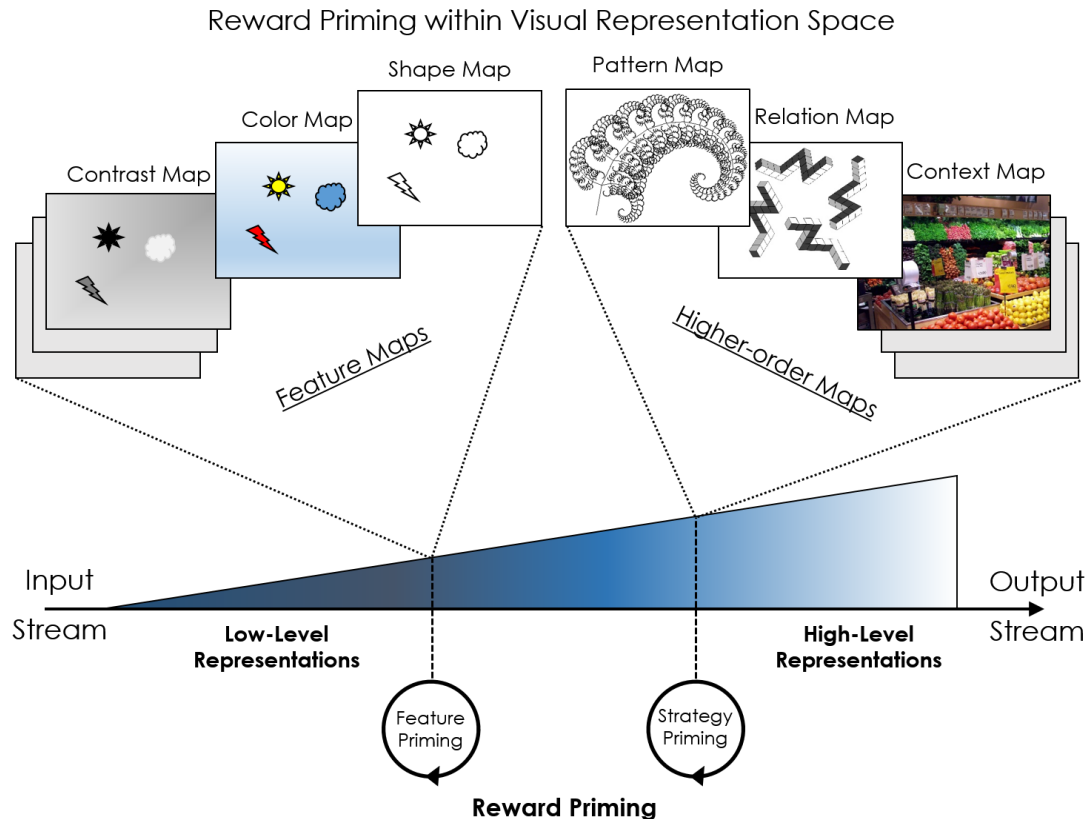 Reward Priming within Visual Representation Space
Shape Map
Pattern Map
Color Map
Relation Map
Contrast Map
Context Map
Feature Maps
Higher-order Maps
Input
Stream
Output
Stream
Low-Level
Representations
High-Level
Representations
Feature
Priming
Strategy
Priming
Reward Priming